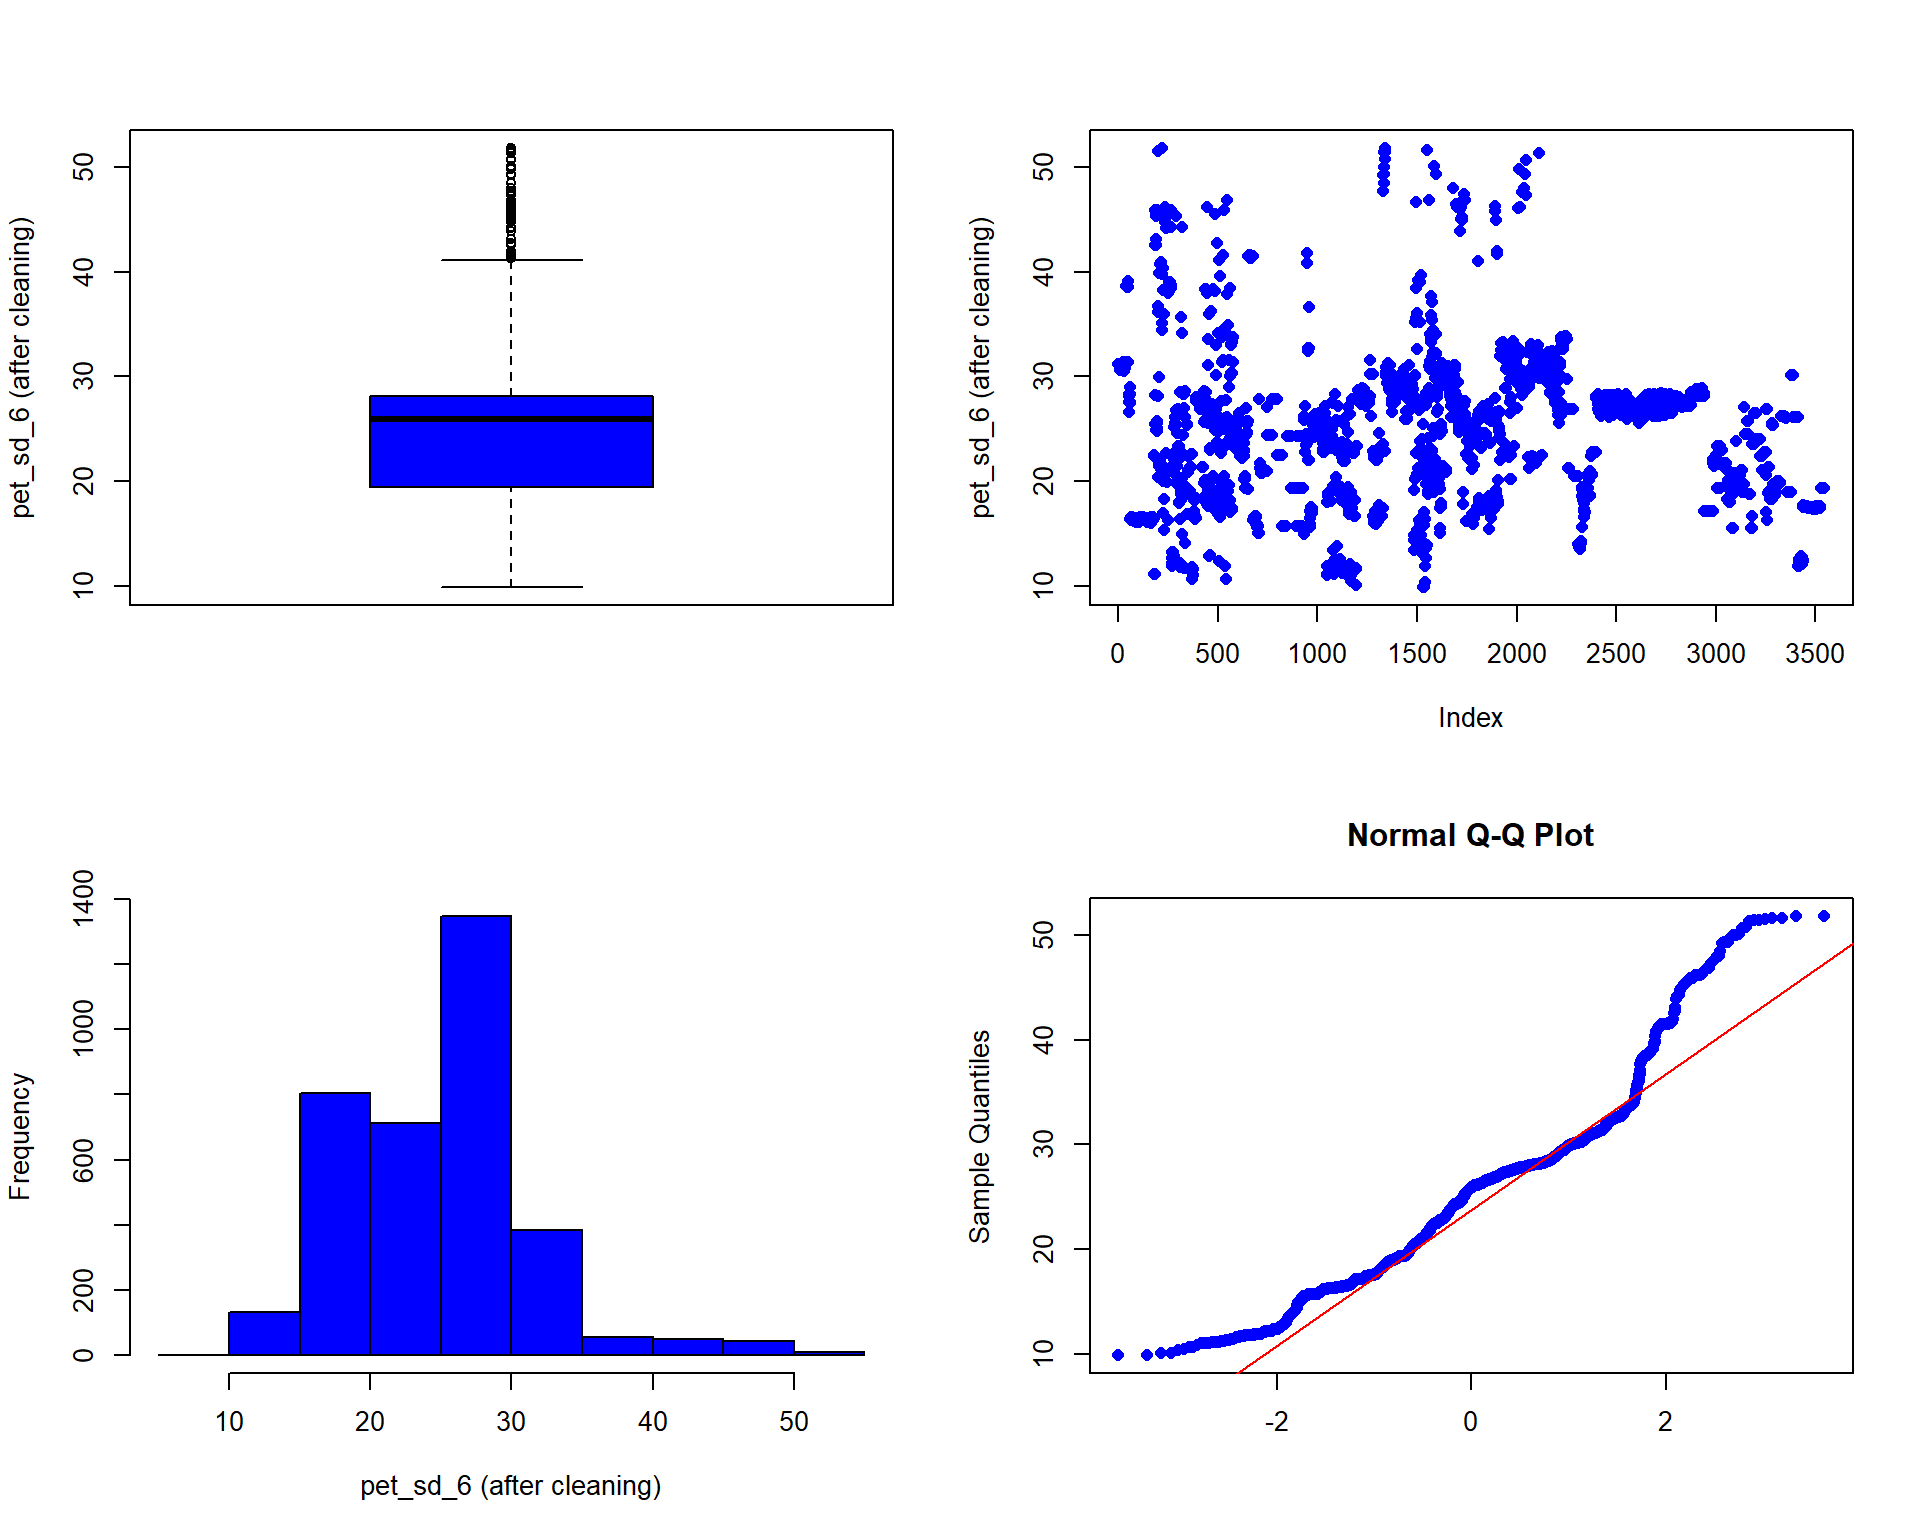 pet_sd_6 (after cleaning)
10 20 30 40 50
pet_sd_6 (after cleaning)
10 20 30 40 50
0 500 1000 1500 2000 2500 3000 3500
Index
Frequency
0 200 600 1000 1400
10 20 30 40 50
pet_sd_6 (after cleaning)
Normal Q-Q Plot
Sample Quantiles
10 20 30 40 50
-2 0 2